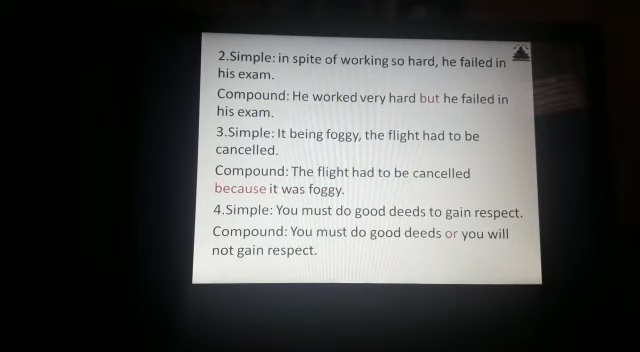 2.Simple: in spite of working so hard, he failed in
his exam.
Compound: He worked very hard but he failed in
his exam.
3.Simple: It being foggy, the flight had to be
cancelled.
Compound: The flight had to be cancelled
because it was foggy.
4.Simple: You must do good deeds to gain respect.
Compound: You must do good deeds or you will
not gain respect.